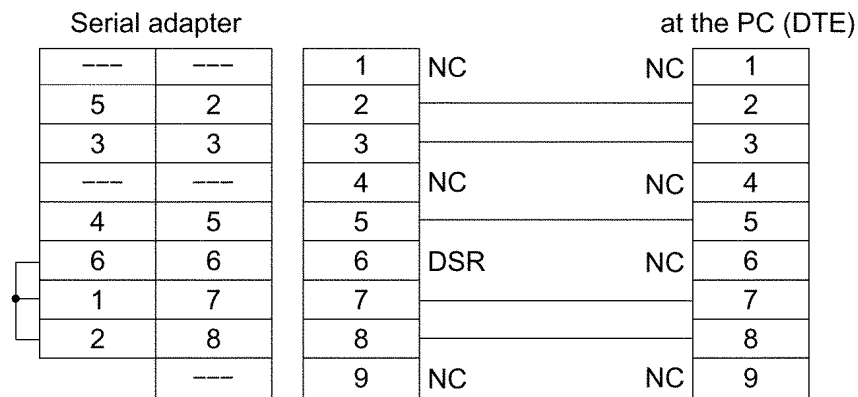 Serial adapter at the PC (DTE)
--- --- 1 NC NC 1
5 2 2 2
3 3 3 3
--- --- 4 NC NC 4
4 5 5 5
6 6 6 DSR NC 6
1 7 7 7
2 8 8 8
--- 9 NC NC 9